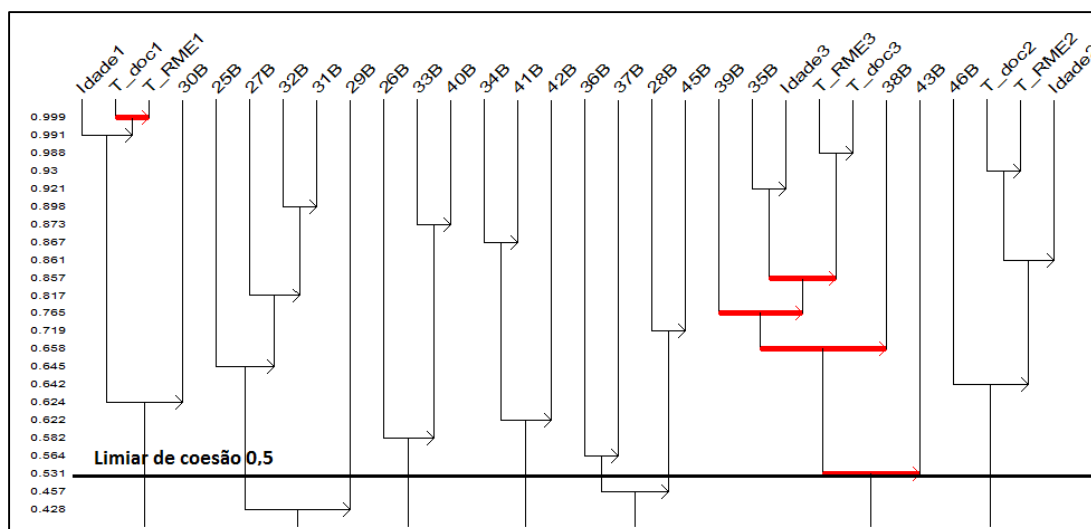 Idade1
T_doc1
T_RME1
30B
25B
27B
32B
31B
29B
26B
33B
40B
34B
41B
42B
36B
37B
28B
45B
39B
35B
Idade3
T_RME3
T_doc3
38B
43B
46B
T_doc2
T_RME2
Idade2
0.999
0.991
0.988
0.93
0.921
0.898
0.873
0.867
0.861
0.857
0.817
0.765
0.719
0.658
0.645
0.642
0.624
0.622
0.582
0.564
Limiar de coesão 0,5
0.531
0.457
0.428